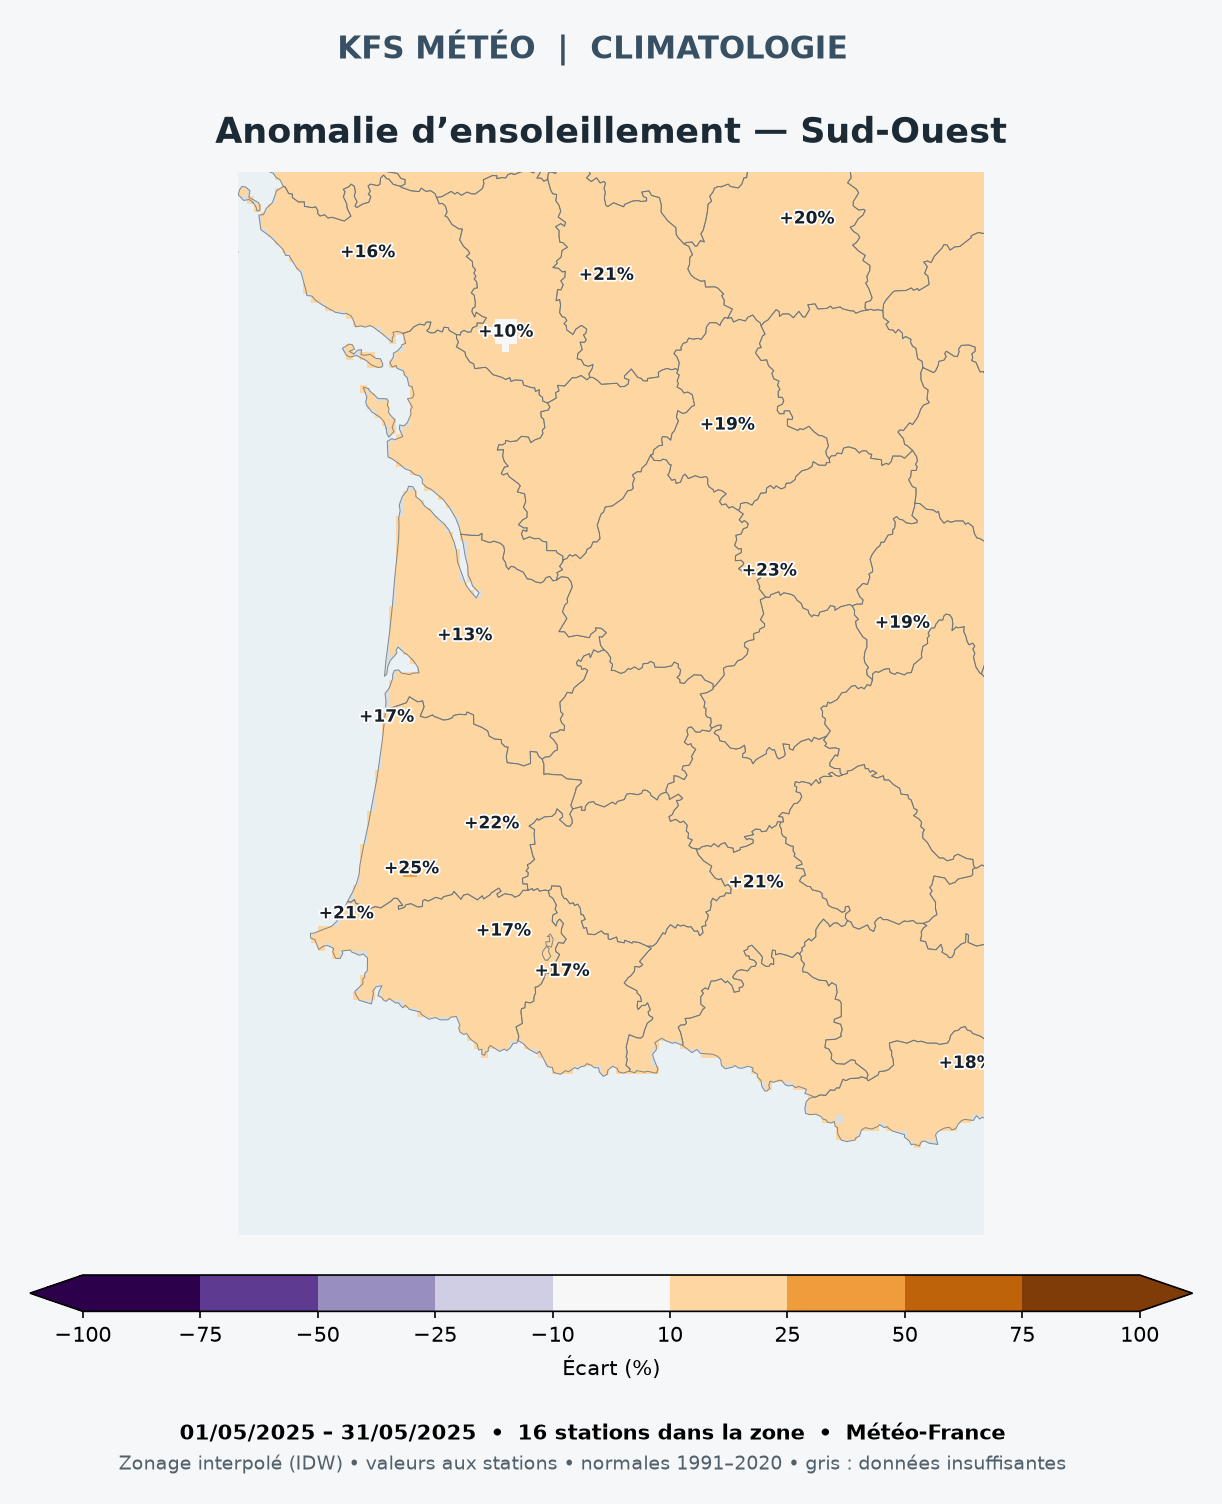 KFS MÉTÉO | CLIMATOLOGIE
Anomalie d’ensoleillement — Sud-Ouest
+20%
+16%
+21%
+10%
+19%
+23%
+19%
+13%
+17%
+22%
+25%
+21%
+21%
+17%
+17%
+18%
−100 −75 −50 −25 −10 10 25 50 75 100
Écart (%)
01/05/2025 – 31/05/2025 • 16 stations dans la zone • Météo-France
Zonage interpolé (IDW) • valeurs aux stations • normales 1991–2020 • gris : données insuffisantes